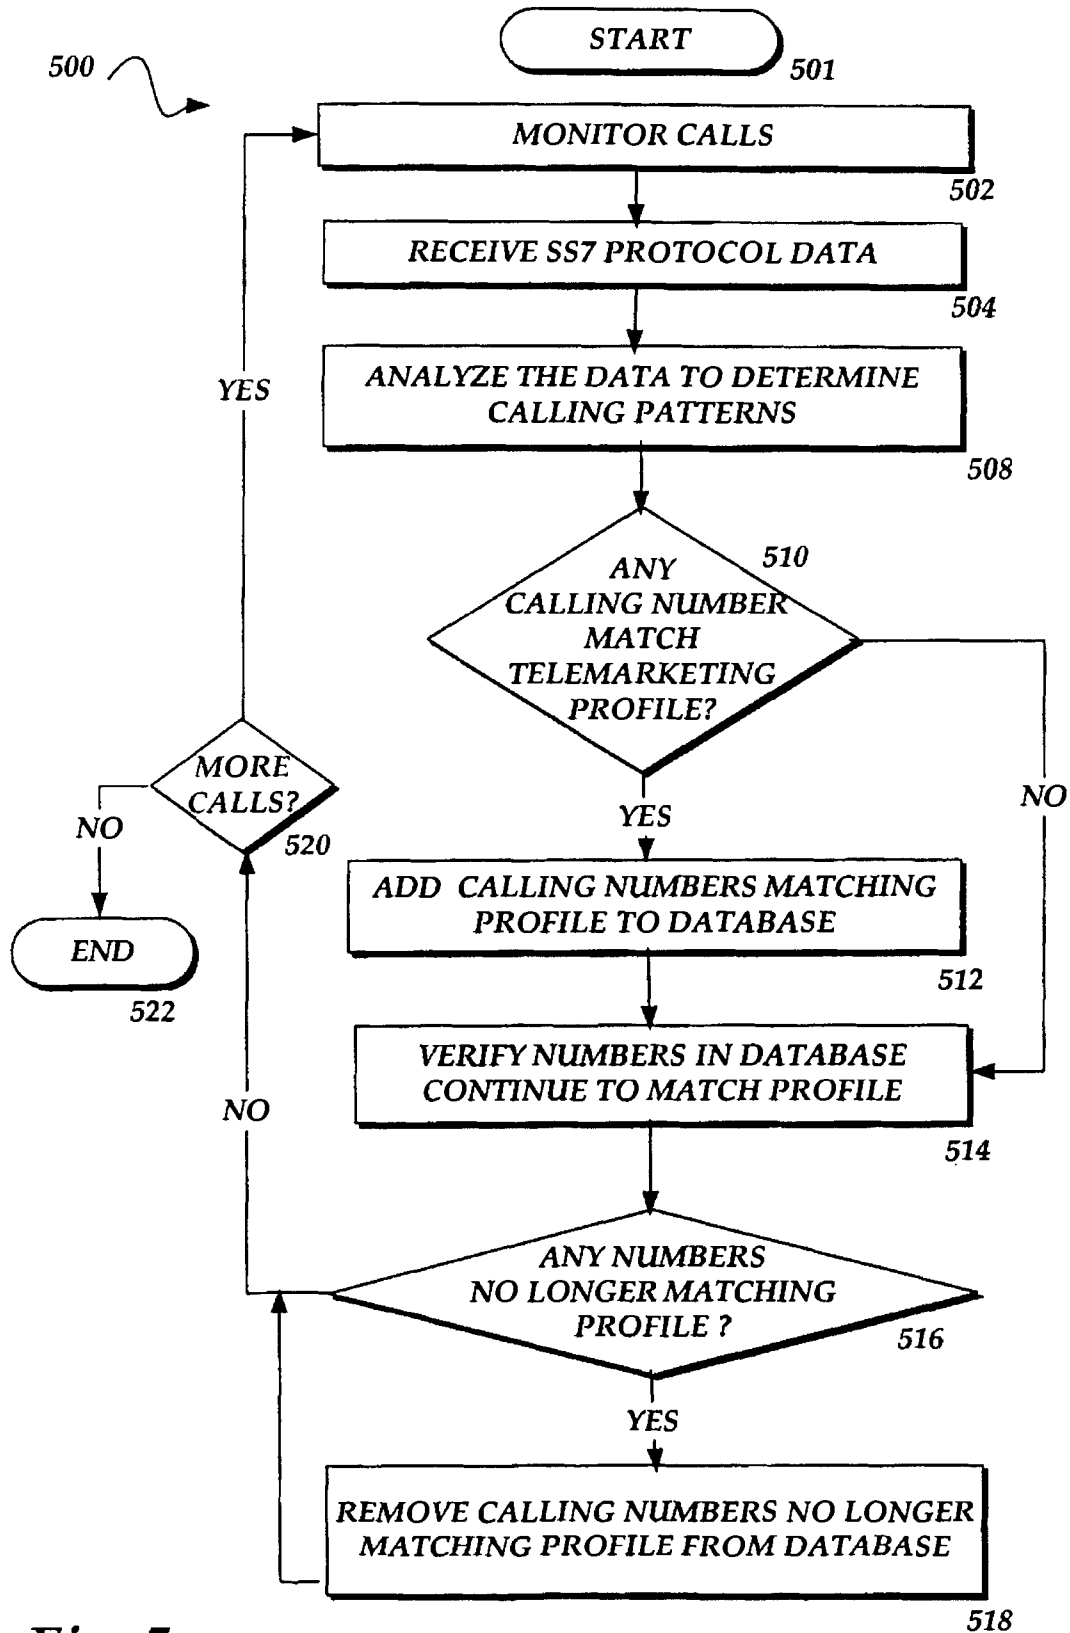 START
500
501
MONITOR CALLS
502
RECEIVE SS7 PROTOCOL DATA
504
ANALYZE THE DATA TO DETERMINE
CALLING PATTERNS
508
YES
510
ANY
CALLING NUMBER
MATCH
TELEMARKETING
PROFILE?
MORE
CALLS?
520
NO
YES
NO
ADD CALLING NUMBERS MATCHING
PROFILE TO DATABASE
512
END
522
VERIFY NUMBERS IN DATABASE
CONTINUE TO MATCH PROFILE
514
NO
ANY NUMBERS
NO LONGER MATCHING
PROFILE ?
516
YES
REMOVE CALLING NUMBERS NO LONGER
MATCHING PROFILE FROM DATABASE
518